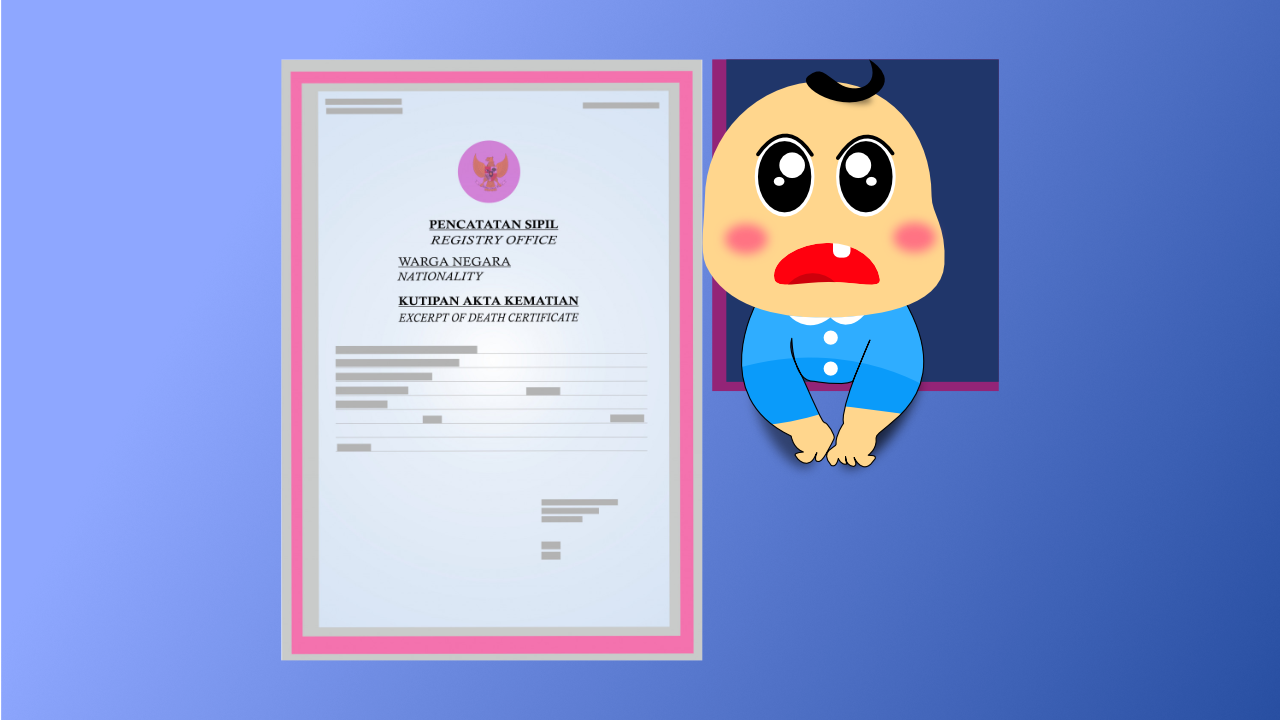 PENCATATAN SIPIL
REGISTRY OFFICE
WARGA NEGARA
NATIONALITY
KUTIPAN AKTA KEMATIAN
EXCERPT OF DEATH CERTIFICATE